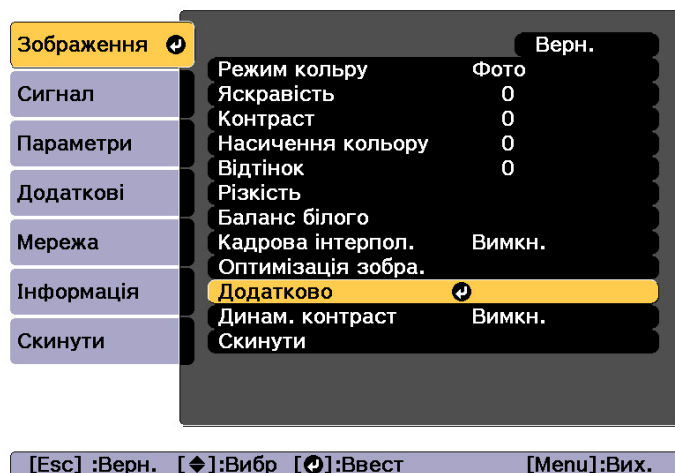 Зображення
Сигнал
Параметри
Додаткові
Мережа
Інформація
Скинути
Верн.
Режим кольру Фото
Яскравість 0
Контраст 0
Насичення кольору 0
Відтінок 0
Різкість
Баланс білого
Кадрова інтерпол. Вимкн.
Оптимізація зобра.
Додатково
Динам. контраст Вимкн.
Скинути
[Esc] :Верн. [◆]:Вибр [↵]:Ввест [Menu]:Вих.